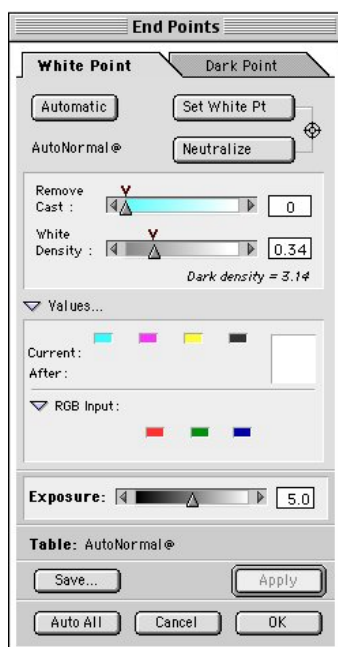 End Points
White Point Dark Point
Automatic Set White Pt
AutoNormal@ Neutralize
Remove
Cast : 0
White
Density : 0.34
Dark density = 3.14
Values...
Current:
After:
RGB Input:
Exposure: 5.0
Table: AutoNormal@
Save... Apply
Auto All Cancel OK